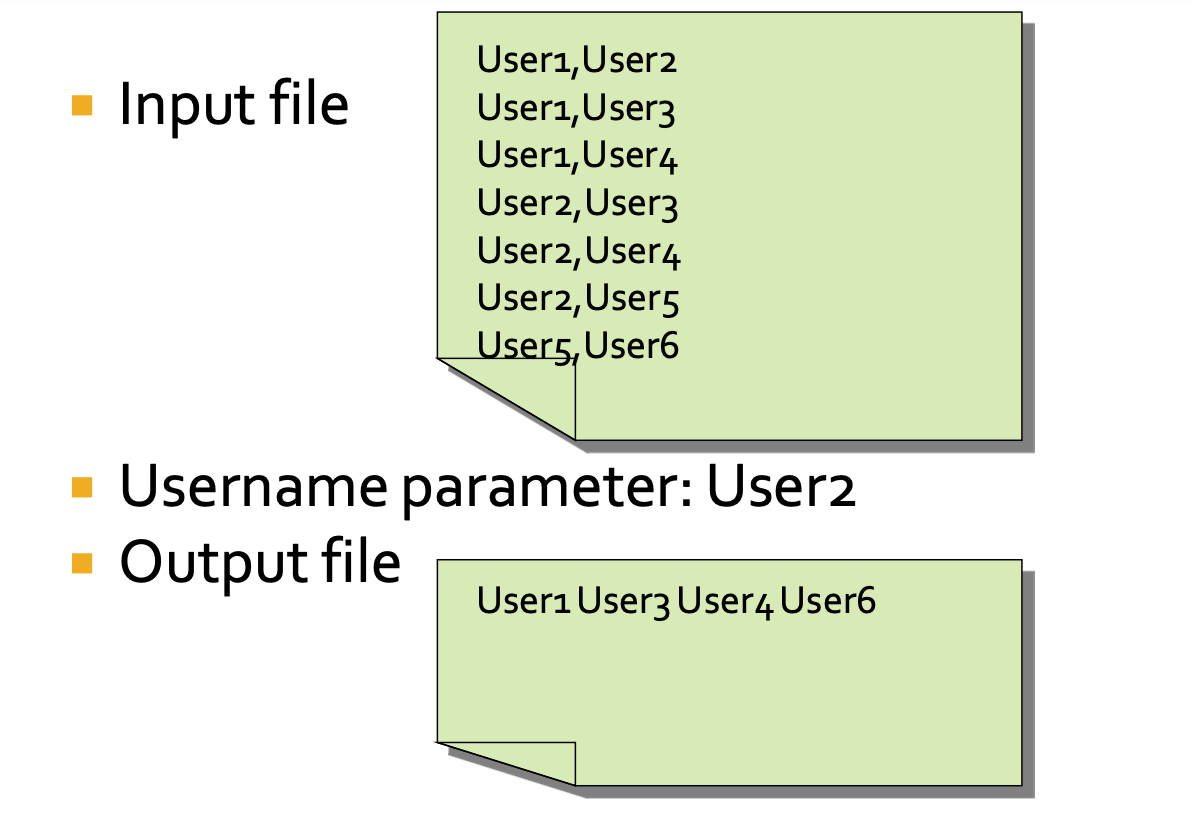 Input file
User1,User2
User1,User3
User1,User4
User2,User3
User2,User4
User2,User5
User5,User6
Username parameter: User2
Output file
User1 User3 User4 User6